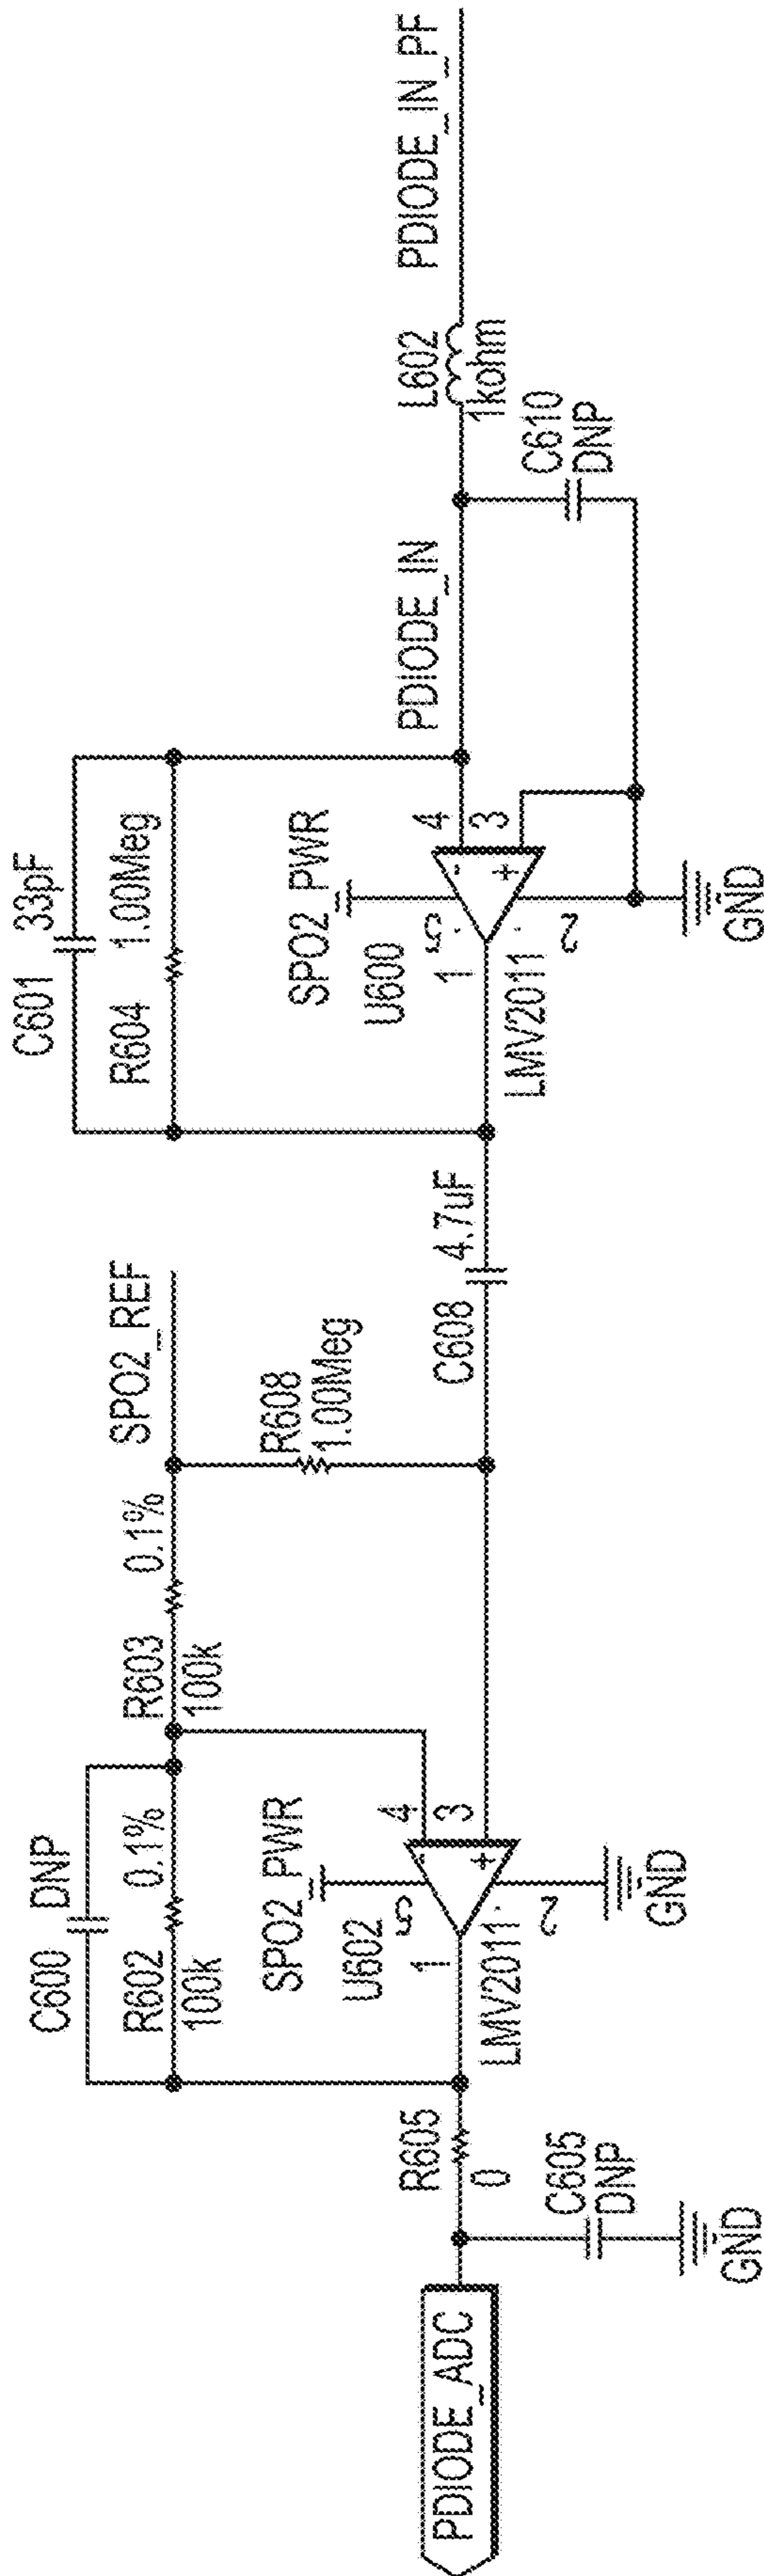 C601 33pF
R604 1.00Meg
SPO2_PWR
U600
5
4
-
3
+
1
2
LMV2011
GND
PDIODE_IN
PDIODE_IN_PF
L602
1kohm
C610
DNP
SPO2_REF
R608
1.00Meg
C608 4.7uF
C600 DNP
R602 0.1%
100k
R603 0.1%
100k
SPO2_PWR
U602
5
4
-
3
+
1
2
LMV2011
GND
R605
0
C605
DNP
GND
PDIODE_ADC